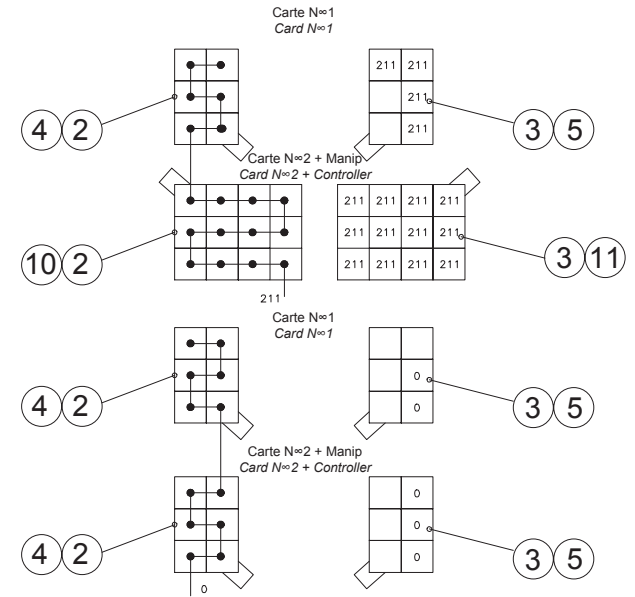 Carte N∞1
Card N∞1
211 211
4 2 211 3 5
211
Carte N∞2 + Manip
Card N∞2 + Controller
211 211 211 211
10 2 211 211 211 211 3 11
211 211 211 211
211
Carte N∞1
Card N∞1
4 2 0 3 5
0
Carte N∞2 + Manip
Card N∞2 + Controller
0
4 2 0 3 5
0
0